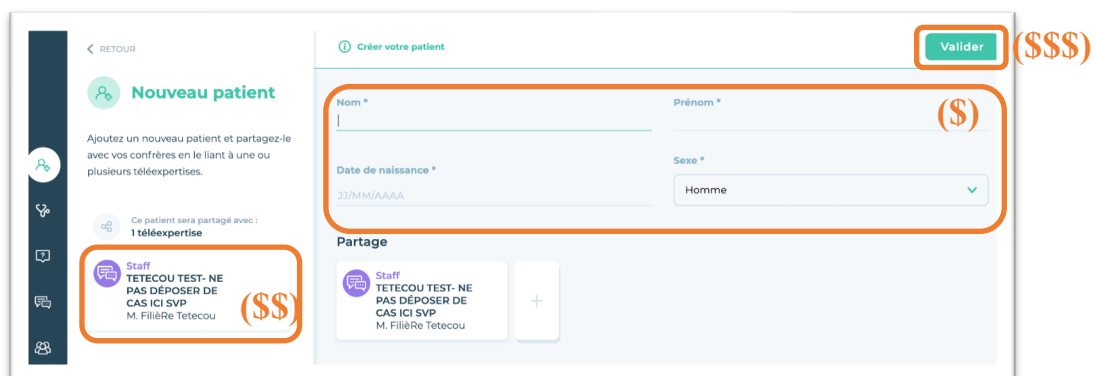 RETOUR
Nouveau patient
Ajoutez un nouveau patient et partagez-le
avec vos confrères en le liant à une ou
plusieurs téléexpertises.
Ce patient sera partagé avec :
1 téléexpertise
Staff
TETECOU TEST- NE
PAS DÉPOSER DE
CAS ICI SVP
M. FilièRe Tetecou
($$)
Créer votre patient
Valider
($$$)
Nom *
Prénom *
($)
Date de naissance *
JJ/MM/AAAA
Sexe *
Homme
Partage
Staff
TETECOU TEST- NE
PAS DÉPOSER DE
CAS ICI SVP
M. FilièRe Tetecou
+